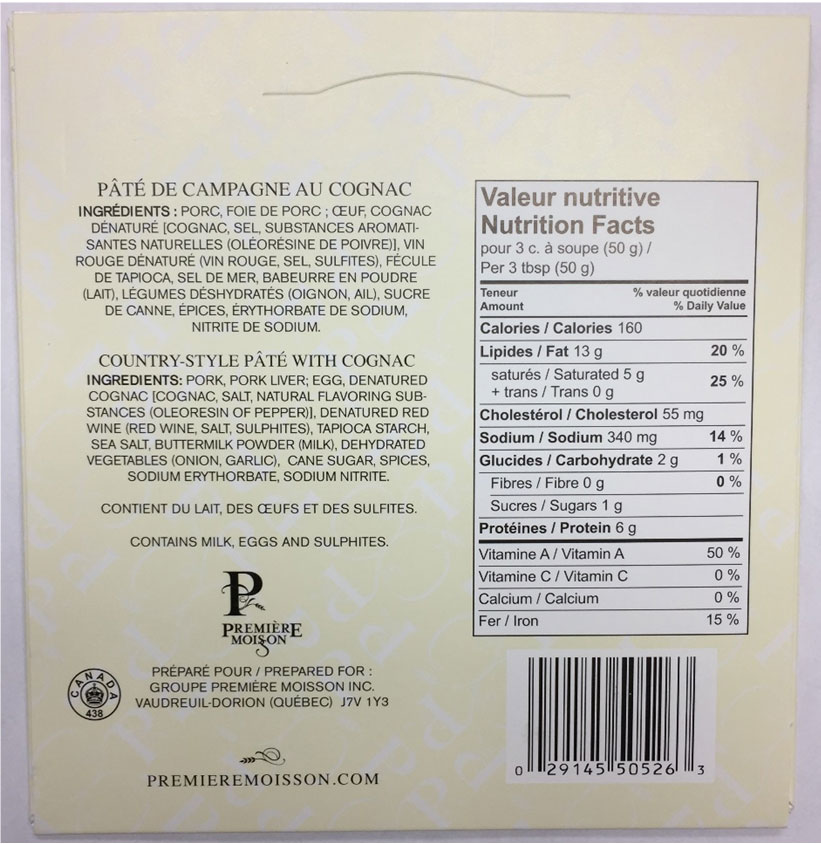 PÂTÉ DE CAMPAGNE AU COGNAC
INGRÉDIENTS : PORC, FOIE DE PORC ; ŒUF, COGNAC
DÉNATURÉ [COGNAC, SEL, SUBSTANCES AROMATI-
SANTES NATURELLES (OLÉORÉSINE DE POIVRE)], VIN
ROUGE DÉNATURÉ (VIN ROUGE, SEL, SULFITES), FÉCULE
DE TAPIOCA, SEL DE MER, BABEURRE EN POUDRE
(LAIT), LÉGUMES DÉSHYDRATÉS (OIGNON, AIL), SUCRE
DE CANNE, ÉPICES, ÉRYTHORBATE DE SODIUM,
NITRITE DE SODIUM.
COUNTRY-STYLE PÂTÉ WITH COGNAC
INGREDIENTS: PORK, PORK LIVER; EGG, DENATURED
COGNAC [COGNAC, SALT, NATURAL FLAVORING SUB-
STANCES (OLEORESIN OF PEPPER)], DENATURED RED
WINE (RED WINE, SALT, SULPHITES), TAPIOCA STARCH,
SEA SALT, BUTTERMILK POWDER (MILK), DEHYDRATED
VEGETABLES (ONION, GARLIC), CANE SUGAR, SPICES,
SODIUM ERYTHORBATE, SODIUM NITRITE.
CONTIENT DU LAIT, DES ŒUFS ET DES SULFITES.
CONTAINS MILK, EGGS AND SULPHITES.
P
PREMIÈRE
MOISSON
CANADA
438
PRÉPARÉ POUR / PREPARED FOR :
GROUPE PREMIÈRE MOISSON INC.
VAUDREUIL-DORION (QUÉBEC) J7V 1Y3
PREMIEREMOISSON.COM
Valeur nutritive
Nutrition Facts
pour 3 c. à soupe (50 g) /
Per 3 tbsp (50 g)
Teneur % valeur quotidienne
Amount % Daily Value
Calories / Calories 160
Lipides / Fat 13 g 20 %
saturés / Saturated 5 g
+ trans / Trans 0 g 25 %
Cholestérol / Cholesterol 55 mg
Sodium / Sodium 340 mg 14 %
Glucides / Carbohydrate 2 g 1 %
Fibres / Fibre 0 g 0 %
Sucres / Sugars 1 g
Protéines / Protein 6 g
Vitamine A / Vitamin A 50 %
Vitamine C / Vitamin C 0 %
Calcium / Calcium 0 %
Fer / Iron 15 %
0 29145 50526 3